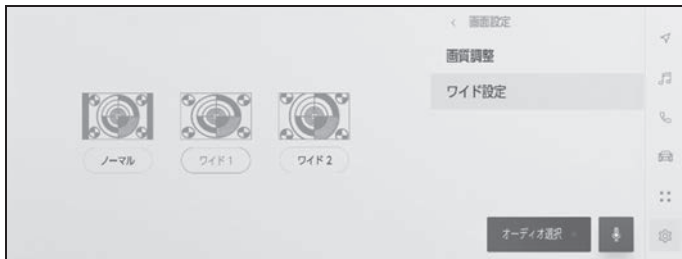 ＜ 画面設定
画質調整
ワイド設定
ノーマル
ワイド1
ワイド2
オーディオ選択